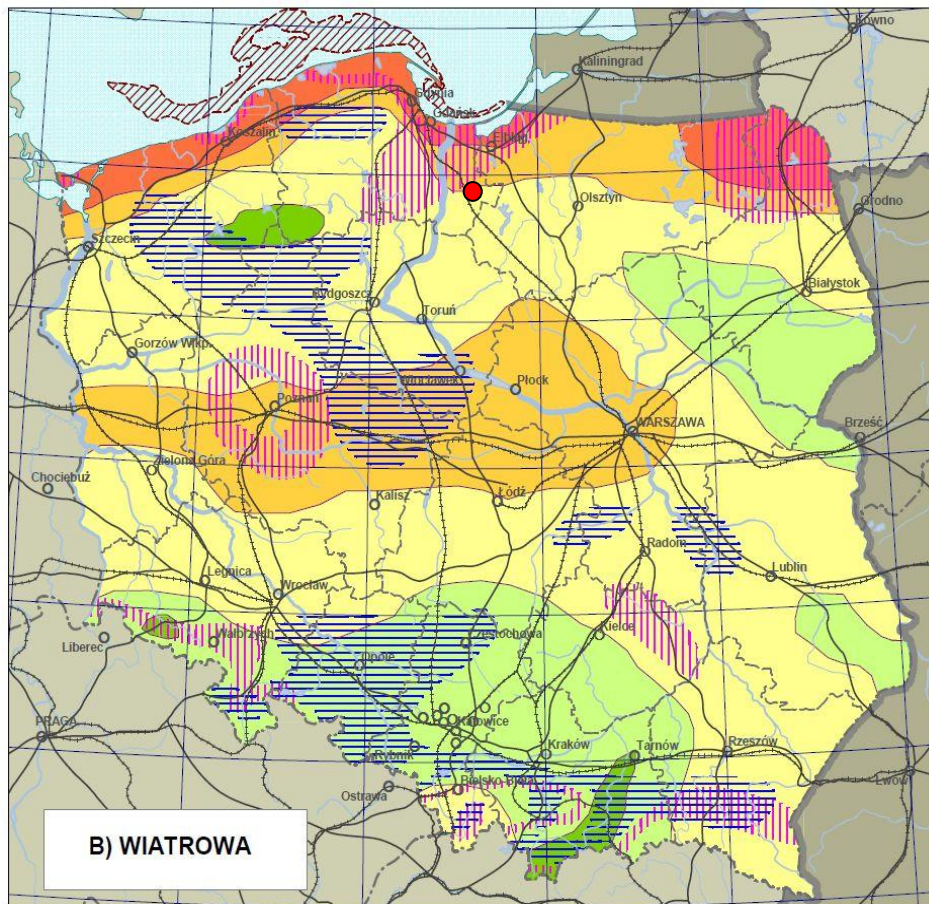 Kowno
Kaliningrad
Gdynia
Gdańsk
Elbląg
Koszalin
Olsztyn
Grodno
Szczecin
Białystok
Bydgoszcz
Toruń
Gorzów Wlkp.
Włocławek
Płock
Poznań
WARSZAWA
Brześć
Zielona Góra
Chociebuż
Kalisz
Łódź
Radom
Legnica
Wrocław
Lublin
Liberec
Wałbrzych
Częstochowa
Kielce
Opole
PRAGA
Katowice
Kraków
Tarnów
Rzeszów
Rybnik
Lwów
Ostrawa
Bielsko-Biała
B) WIATROWA